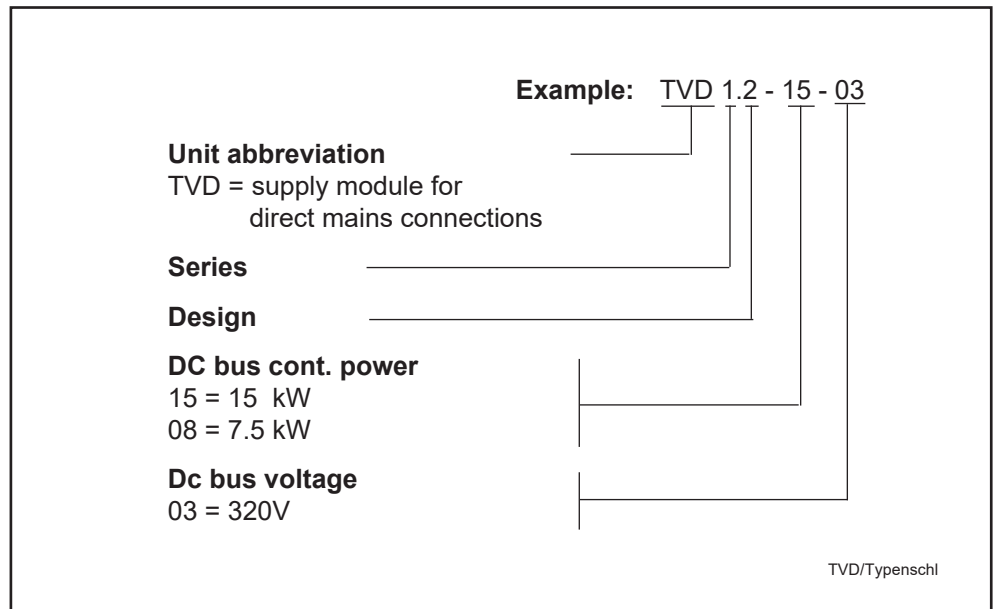 Example: TVD 1.2 - 15 - 03
Unit abbreviation
TVD = supply module for
direct mains connections
Series
Design
DC bus cont. power
15 = 15 kW
08 = 7.5 kW
Dc bus voltage
03 = 320V
TVD/Typenschl